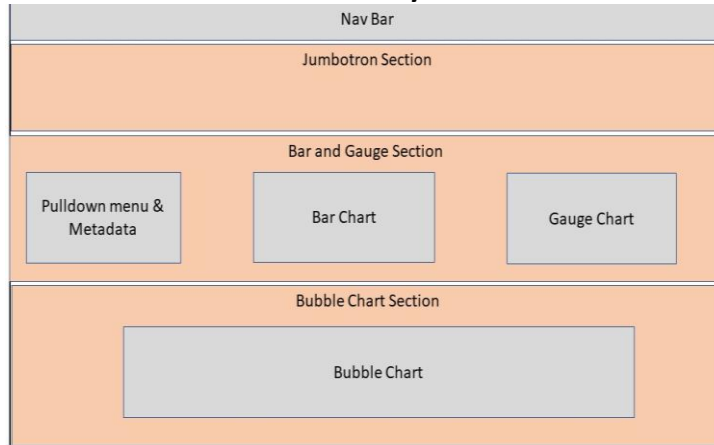 Nav Bar
Jumbotron Section
Bar and Gauge Section
Pulldown menu &
Metadata
Bar Chart
Gauge Chart
Bubble Chart Section
Bubble Chart